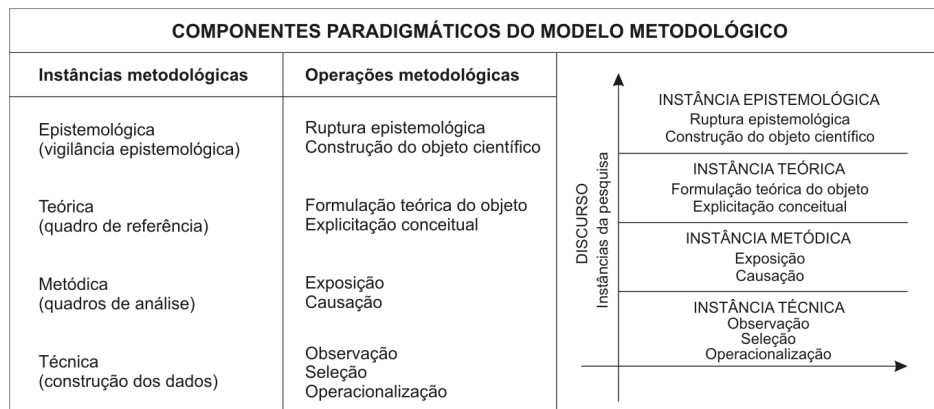 COMPONENTES PARADIGMÁTICOS DO MODELO METODOLÓGICO
Instâncias metodológicas
Operações metodológicas
Epistemológica
(vigilância epistemológica)
Ruptura epistemológica
Construção do objeto científico
Teórica
(quadro de referência)
Formulação teórica do objeto
Explicitação conceitual
Metódica
(quadros de análise)
Exposição
Causação
Técnica
(construção dos dados)
Observação
Seleção
Operacionalização
DISCURSO
Instâncias da pesquisa
INSTÂNCIA EPISTEMOLÓGICA
Ruptura epistemológica
Construção do objeto científico
INSTÂNCIA TEÓRICA
Formulação teórica do objeto
Explicitação conceitual
INSTÂNCIA METÓDICA
Exposição
Causação
INSTÂNCIA TÉCNICA
Observação
Seleção
Operacionalização